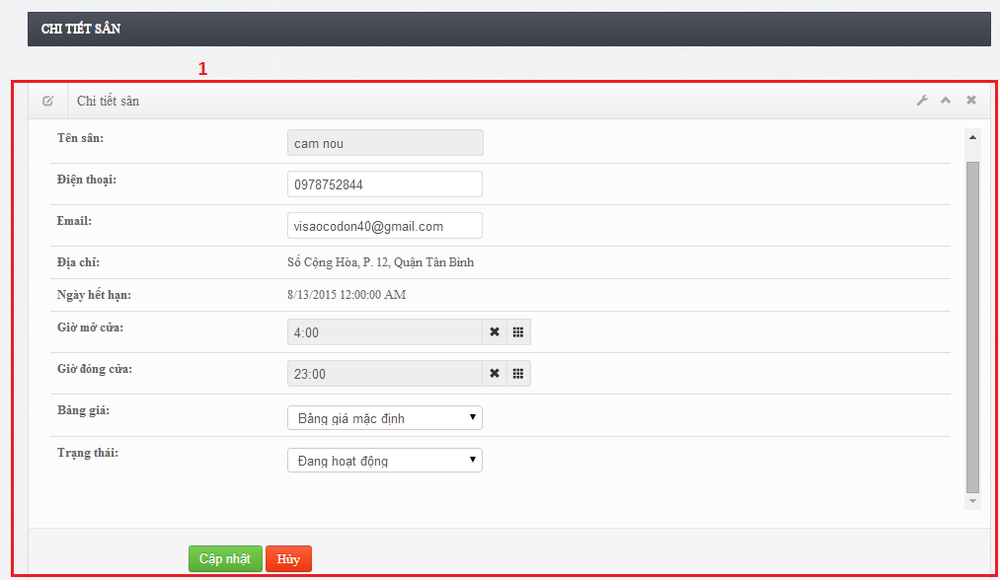 CHI TIẾT SÂN
1
Chi tiết sân
Tên sân: cam nou
Điện thoại: 0978752844
Email: visaocodon40@gmail.com
Địa chỉ: Số Cộng Hòa, P. 12, Quận Tân Bình
Ngày hết hạn: 8/13/2015 12:00:00 AM
Giờ mở cửa: 4:00
Giờ đóng cửa: 23:00
Bảng giá: Bảng giá mặc định
Trạng thái: Đang hoạt động
Cập nhật Hủy